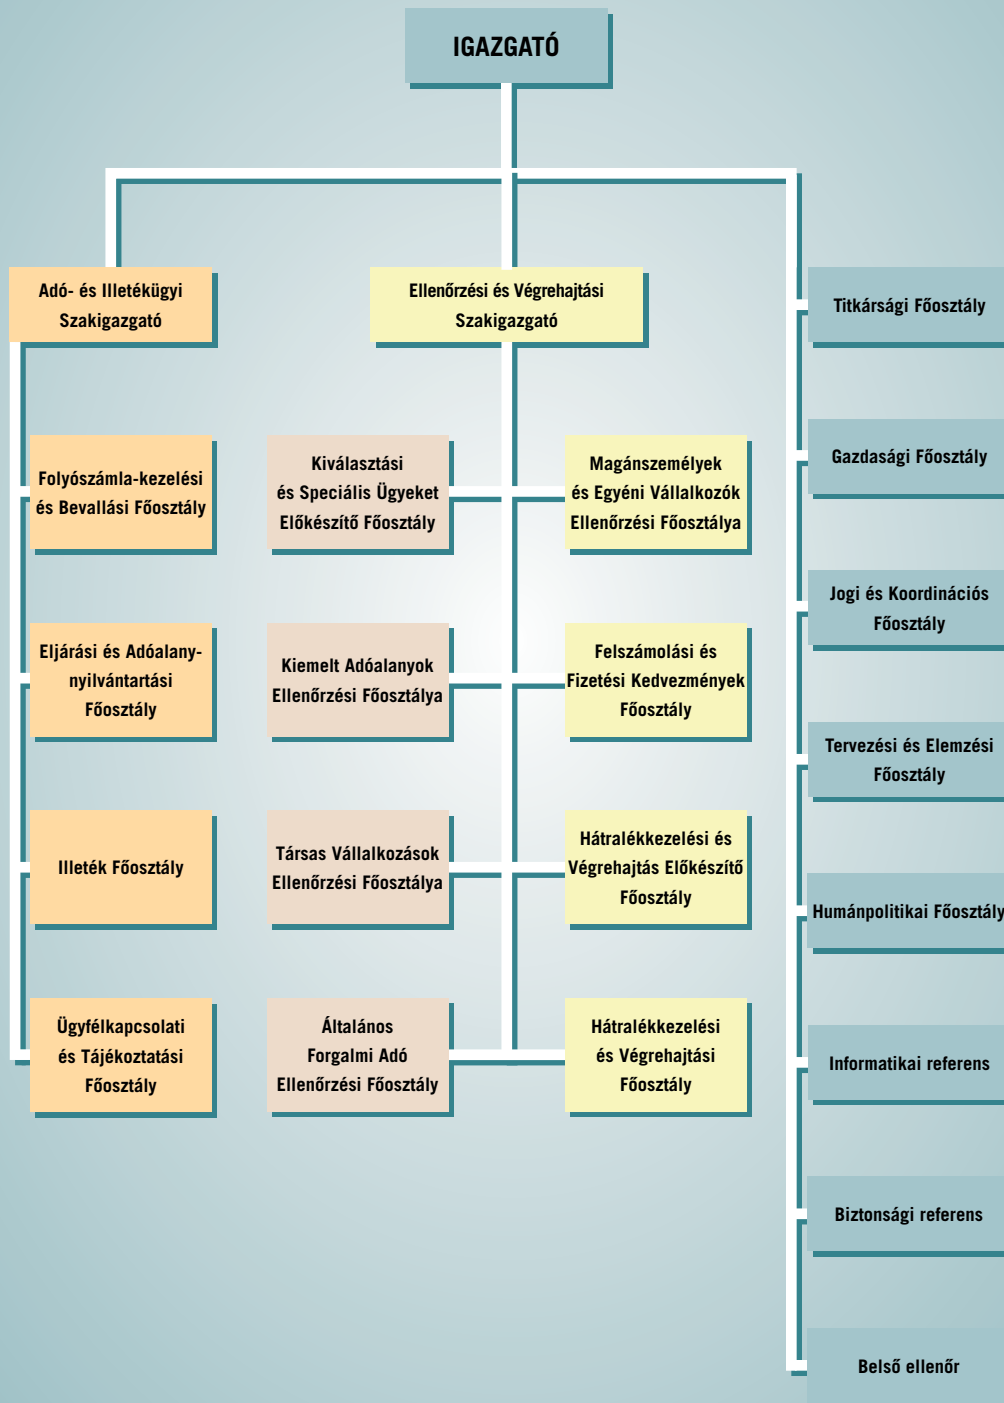 IGAZGATÓ
Adó- és Illetékügyi
Szakigazgató
Folyószámla-kezelési
és Bevallási Főosztály
Eljárási és Adóalany-
nyilvántartási
Főosztály
Illeték Főosztály
Ügyfélkapcsolati
és Tájékoztatási
Főosztály
Ellenőrzési és Végrehajtási
Szakigazgató
Kiválasztási
és Speciális Ügyeket
Előkészítő Főosztály
Kiemelt Adóalanyok
Ellenőrzési Főosztálya
Társas Vállalkozások
Ellenőrzési Főosztálya
Általános
Forgalmi Adó
Ellenőrzési Főosztály
Magánszemélyek
és Egyéni Vállalkozók
Ellenőrzési Főosztálya
Felszámolási és
Fizetési Kedvezmények
Főosztály
Hátralékkezelési és
Végrehajtás Előkészítő
Főosztály
Hátralékkezelési
és Végrehajtási
Főosztály
Titkársági Főosztály
Gazdasági Főosztály
Jogi és Koordinációs
Főosztály
Tervezési és Elemzési
Főosztály
Humánpolitikai Főosztály
Informatikai referens
Biztonsági referens
Belső ellenőr